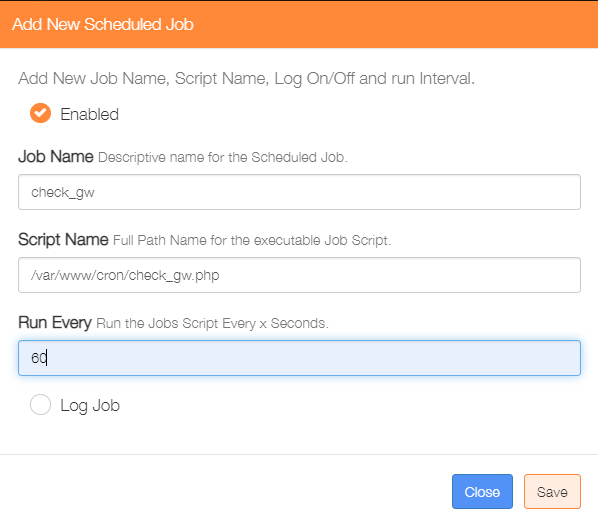 Add New Scheduled Job
Add New Job Name, Script Name, Log On/Off and run Interval.
Enabled
Job Name Descriptive name for the Scheduled Job.
check_gw
Script Name Full Path Name for the executable Job Script.
/var/www/cron/check_gw.php
Run Every Run the Jobs Script Every x Seconds.
60
Log Job
Close Save